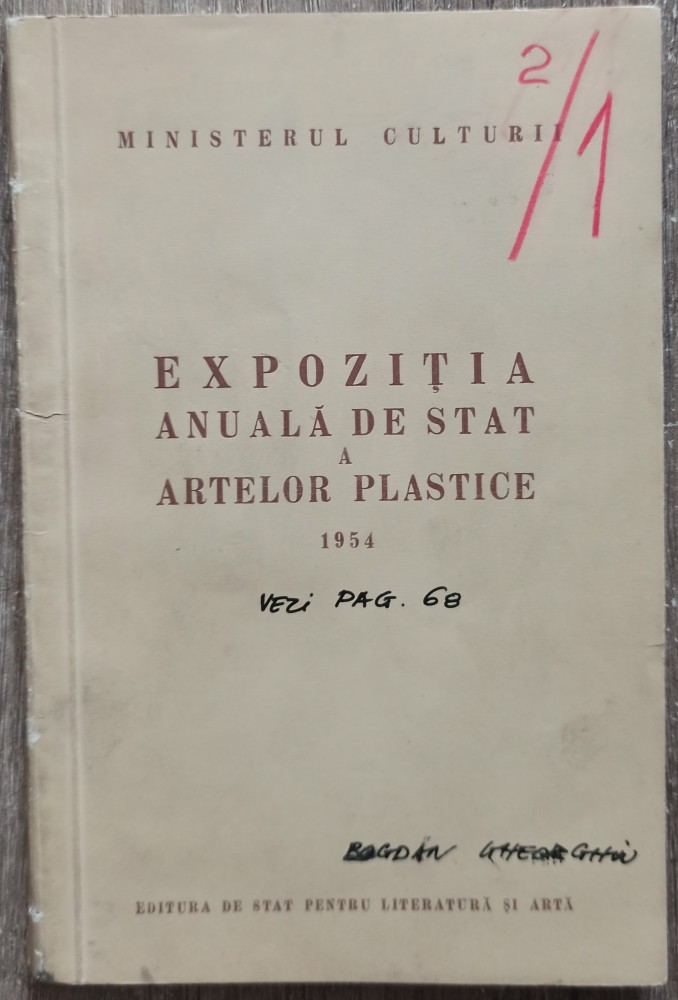 2/1
MINISTERUL CULTURII
EXPOZIȚIA
ANUALĂ DE STAT
A
ARTELOR PLASTICE
1954
VEZI PAG. 68
BOGDAN GHEORGHIU
EDITURA DE STAT PENTRU LITERATURĂ ȘI ARTĂ